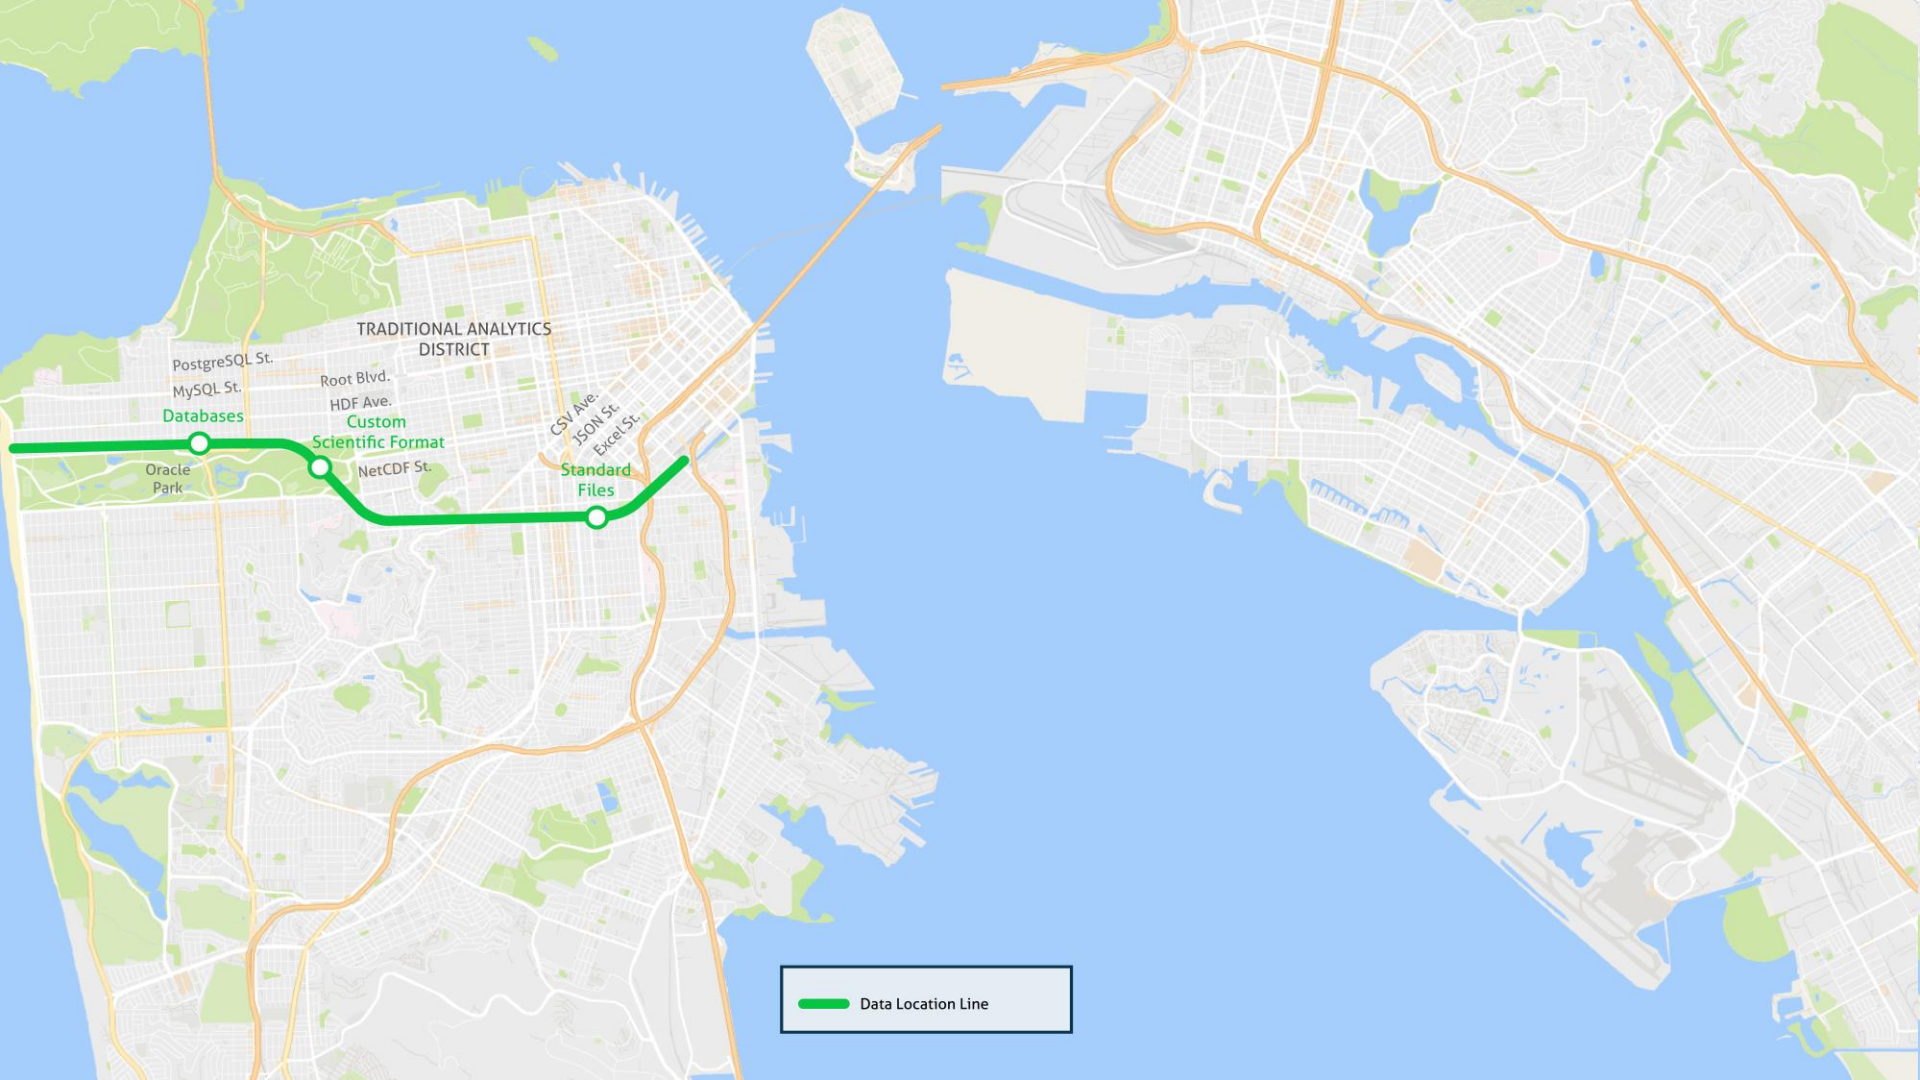 TRADITIONAL ANALYTICS
DISTRICT
PostgreSQL St.
MySQL St.
Databases
Root Blvd.
HDF Ave.
Custom
Scientific Format
NetCDF St.
Oracle
Park
CSV Ave.
JSON St.
Excel St.
Standard
Files
Data Location Line